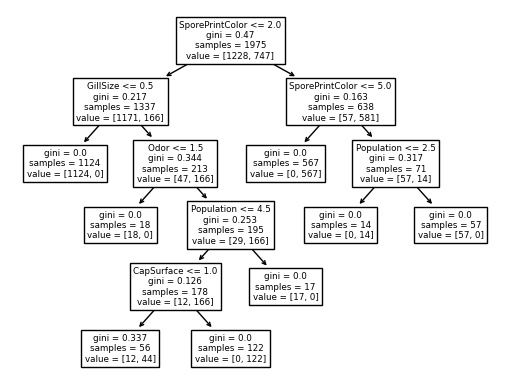 SporePrintColor <= 2.0
gini = 0.47
samples = 1975
value = [1228, 747]
GillSize <= 0.5
gini = 0.217
samples = 1337
value = [1171, 166]
SporePrintColor <= 5.0
gini = 0.163
samples = 638
value = [57, 581]
gini = 0.0
samples = 1124
value = [1124, 0]
Odor <= 1.5
gini = 0.344
samples = 213
value = [47, 166]
gini = 0.0
samples = 567
value = [0, 567]
Population <= 2.5
gini = 0.317
samples = 71
value = [57, 14]
gini = 0.0
samples = 18
value = [18, 0]
Population <= 4.5
gini = 0.253
samples = 195
value = [29, 166]
gini = 0.0
samples = 14
value = [0, 14]
gini = 0.0
samples = 57
value = [57, 0]
CapSurface <= 1.0
gini = 0.126
samples = 178
value = [12, 166]
gini = 0.0
samples = 17
value = [17, 0]
gini = 0.337
samples = 56
value = [12, 44]
gini = 0.0
samples = 122
value = [0, 122]